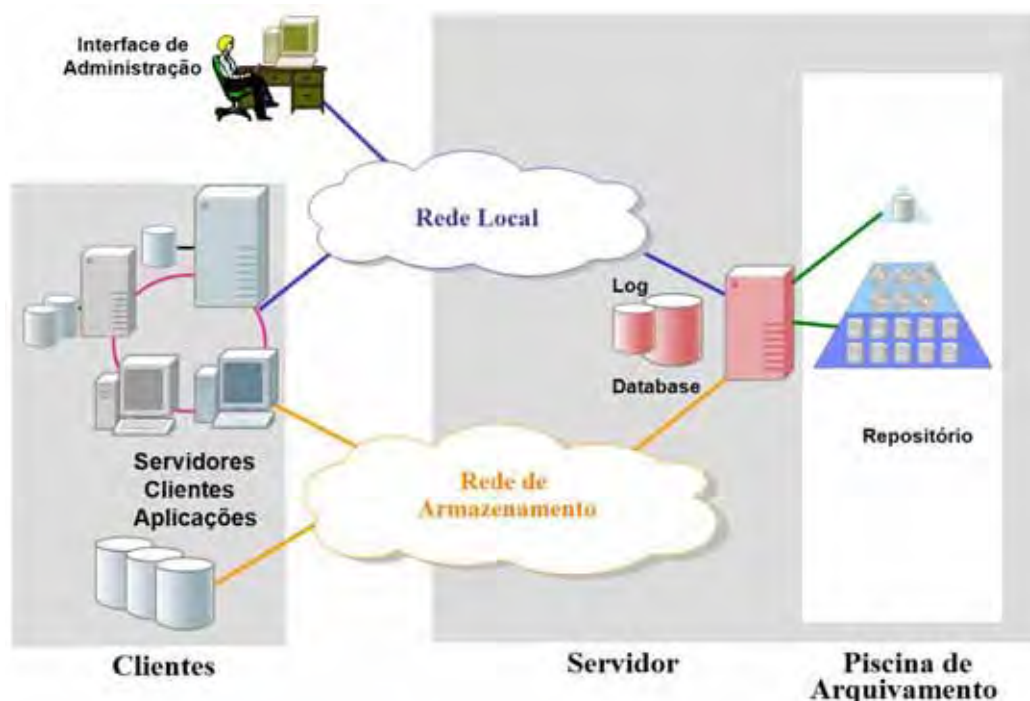 Interface de
Administração
Rede Local
Log
Database
Servidores
Clientes
Aplicações
Rede de
Armazenamento
Repositório
Clientes
Servidor
Piscina de
Arquivamento